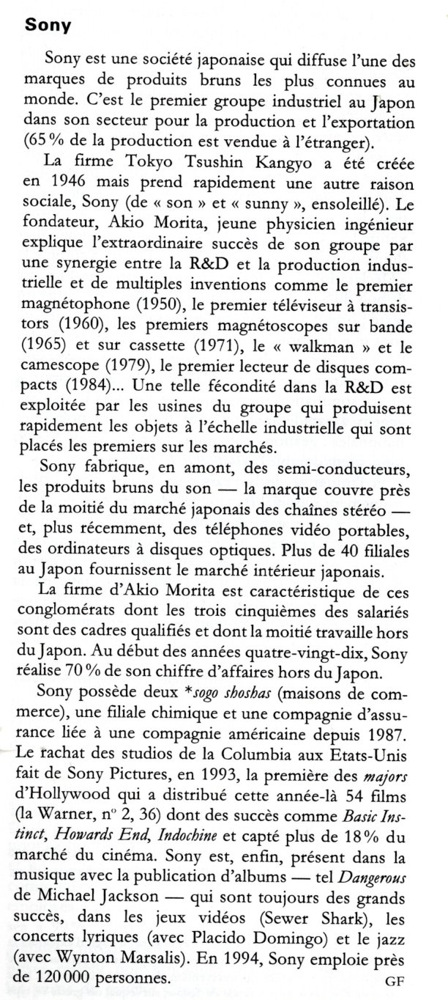 Sony
Sony est une société japonaise qui diffuse l'une des
marques de produits bruns les plus connues au
monde. C'est le premier groupe industriel au Japon
dans son secteur pour la production et l'exportation
(65 % de la production est vendue à l'étranger).
La firme Tokyo Tsushin Kangyo a été créée
en 1946 mais prend rapidement une autre raison
sociale, Sony (de « son » et « sunny », ensoleillé). Le
fondateur, Akio Morita, jeune physicien ingénieur
explique l'extraordinaire succès de son groupe par
une synergie entre la R&D et la production indus-
trielle et de multiples inventions comme le premier
magnétophone (1950), le premier téléviseur à transis-
tors (1960), les premiers magnétoscopes sur bande
(1965) et sur cassette (1971), le « walkman » et le
camescope (1979), le premier lecteur de disques com-
pacts (1984)... Une telle fécondité dans la R&D est
exploitée par les usines du groupe qui produisent
rapidement les objets à l'échelle industrielle qui sont
placés les premiers sur les marchés.
Sony fabrique, en amont, des semi-conducteurs,
les produits bruns du son — la marque couvre près
de la moitié du marché japonais des chaînes stéréo —
et, plus récemment, des téléphones vidéo portables,
des ordinateurs à disques optiques. Plus de 40 filiales
au Japon fournissent le marché intérieur japonais.
La firme d'Akio Morita est caractéristique de ces
conglomérats dont les trois cinquièmes des salariés
sont des cadres qualifiés et dont la moitié travaille hors
du Japon. Au début des années quatre-vingt-dix, Sony
réalise 70 % de son chiffre d'affaires hors du Japon.
Sony possède deux *sogo shoshas (maisons de com-
merce), une filiale chimique et une compagnie d'assu-
rance liée à une compagnie américaine depuis 1987.
Le rachat des studios de la Columbia aux Etats-Unis
fait de Sony Pictures, en 1993, la première des majors
d'Hollywood qui a distribué cette année-là 54 films
(la Warner, n° 2, 36) dont des succès comme Basic Ins-
tinct, Howards End, Indochine et capté plus de 18 % du
marché du cinéma. Sony est, enfin, présent dans la
musique avec la publication d'albums — tel Dangerous
de Michael Jackson — qui sont toujours des grands
succès, dans les jeux vidéos (Sewer Shark), les
concerts lyriques (avec Placido Domingo) et le jazz
(avec Wynton Marsalis). En 1994, Sony emploie près
de 120 000 personnes. GF